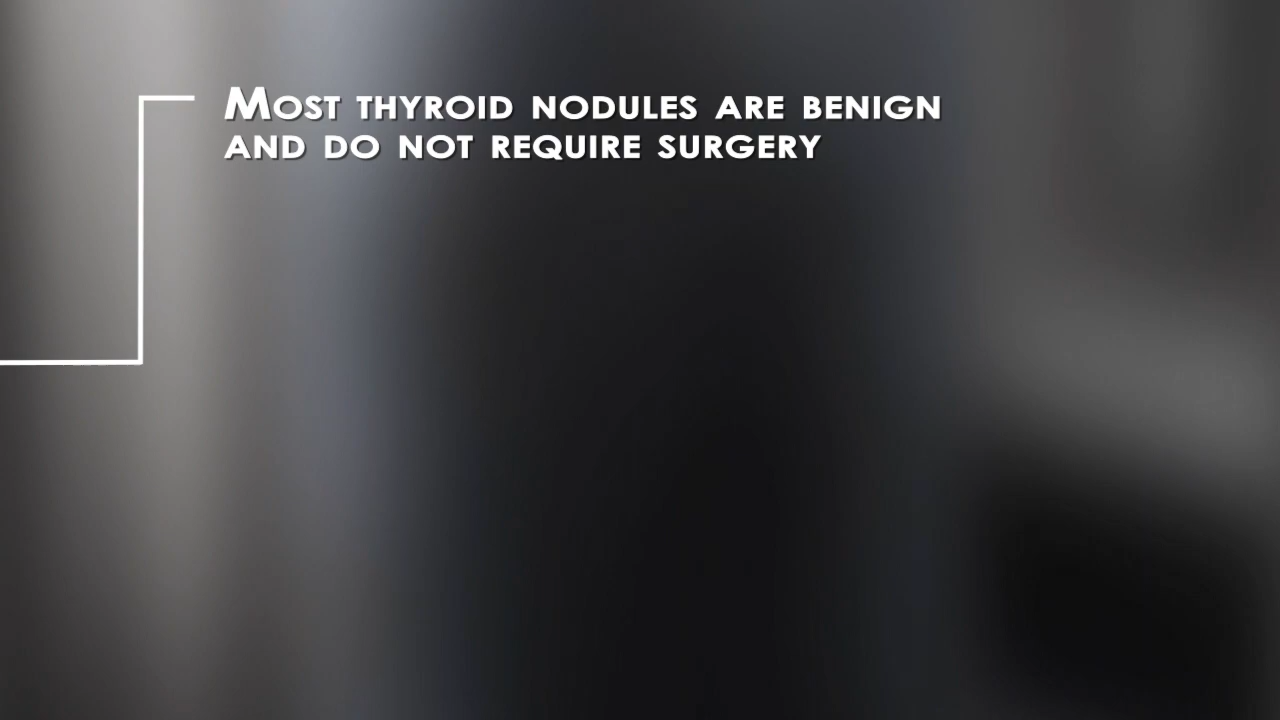 Most thyroid nodules are benign
and do not require surgery